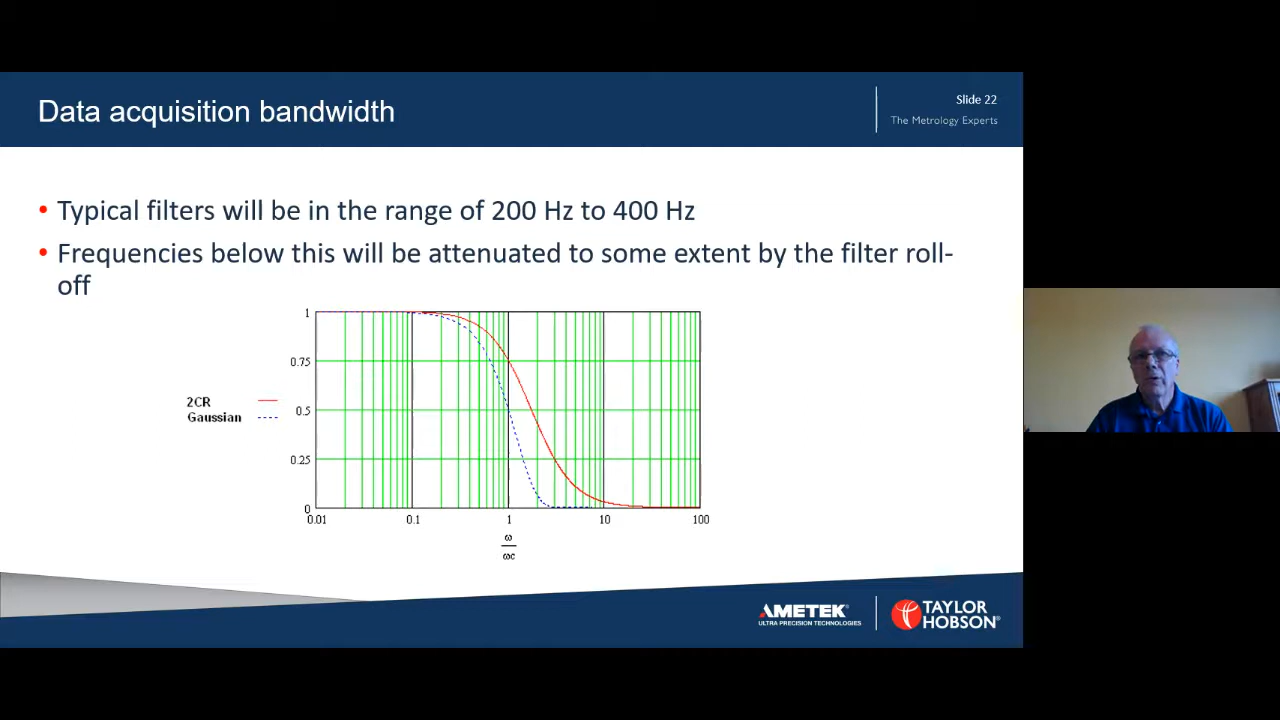 Data acquisition bandwidth
Slide 22
The Metrology Experts
• Typical filters will be in the range of 200 Hz to 400 Hz
• Frequencies below this will be attenuated to some extent by the filter roll-
off
1
0.75
0.5
0.25
0
2CR
Gaussian
0.01
0.1
1
10
100
ω
ωc
AMETEK®
ULTRA PRECISION TECHNOLOGIES
TAYLOR
HOBSON®